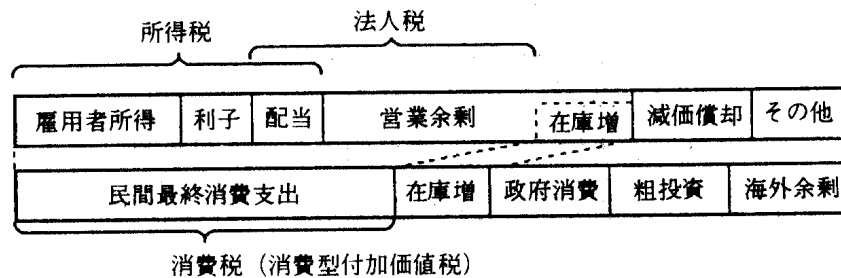 法人税
所得税
雇用者所得 利子 配当 営業余剰 在庫増 減価償却 その他
民間最終消費支出 在庫増 政府消費 粗投資 海外余剰
消費税（消費型付加価値税）